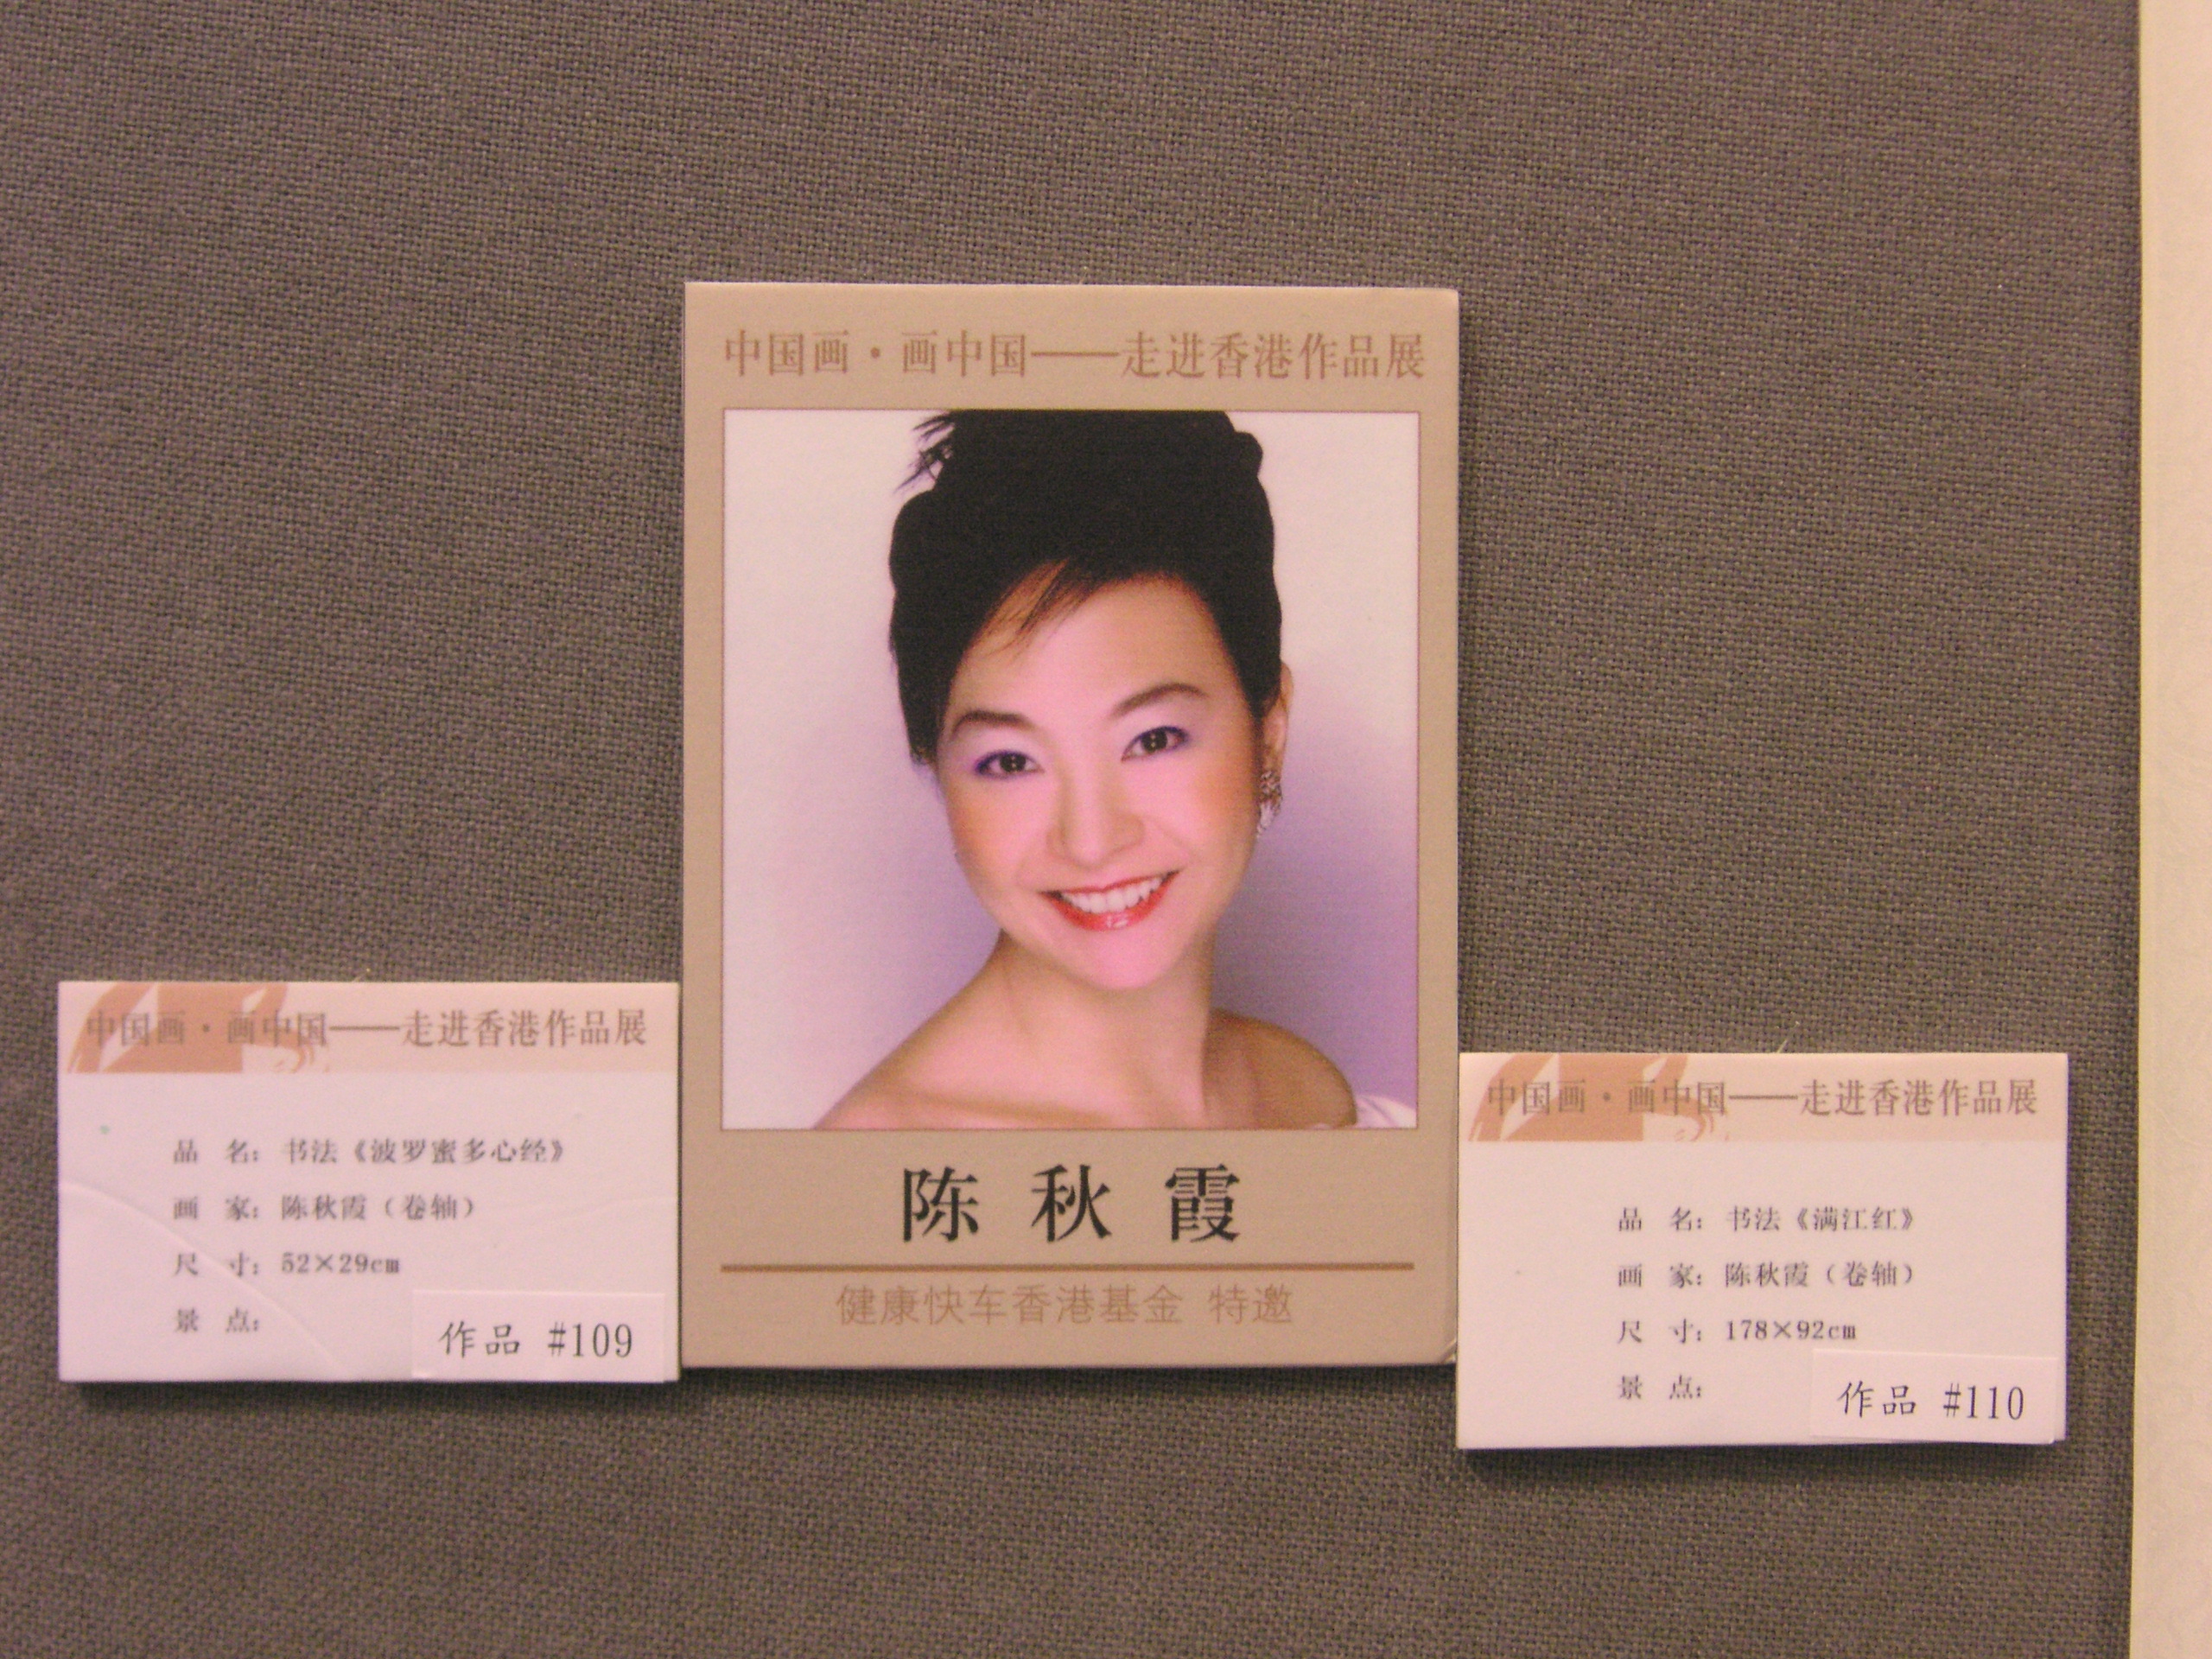 中国画・画中国——走进香港作品展
陈秋霞
健康快车香港基金 特邀
中国画・画中国——走进香港作品展
品 名：书法《波罗蜜多心经》
画 家：陈秋霞（卷轴）
尺 寸：52×29cm
景 点：
作品 #109
中国画・画中国——走进香港作品展
品 名：书法《满江红》
画 家：陈秋霞（卷轴）
尺 寸：178×92cm
景 点：
作品 #110